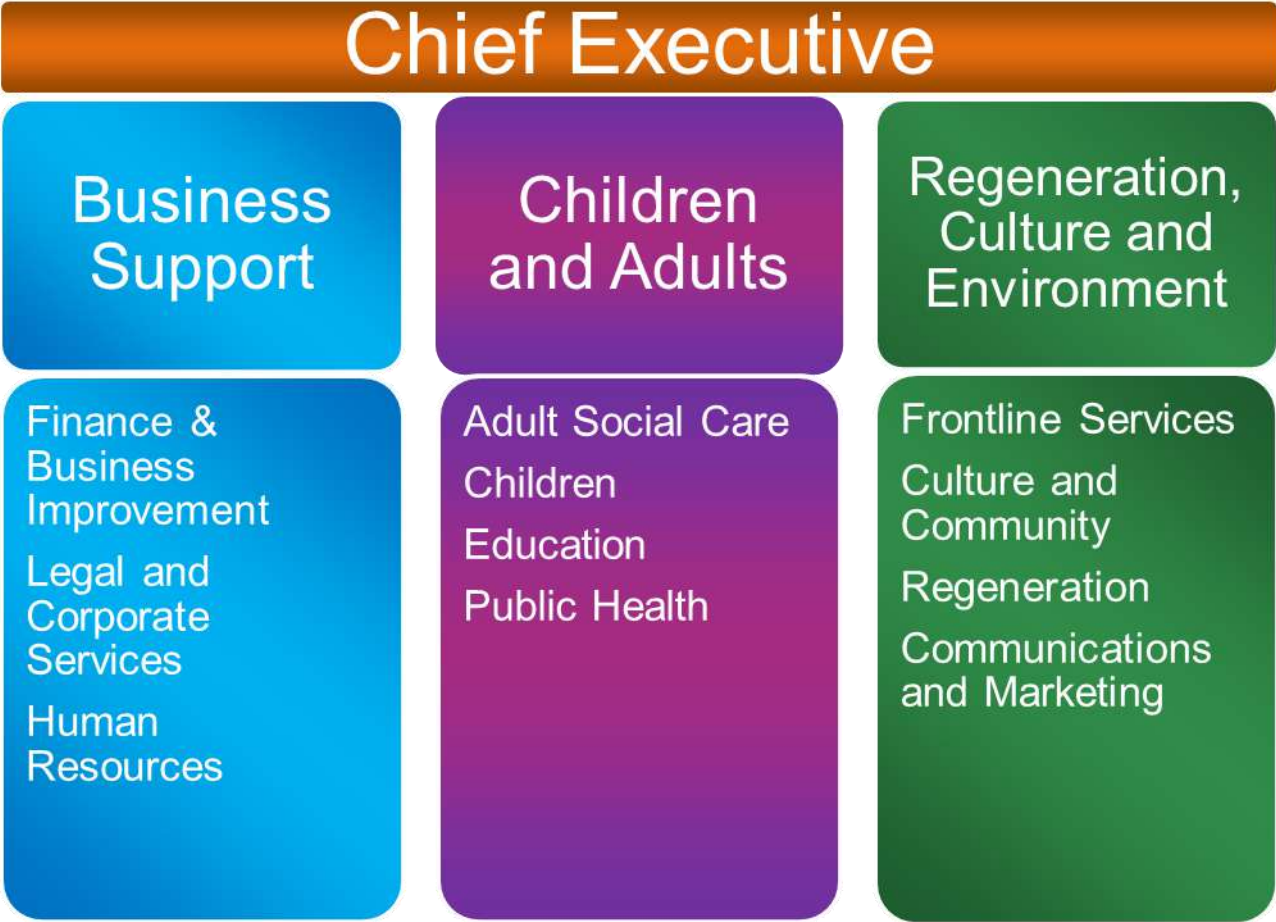 Chief Executive
Business
Support
Children
and Adults
Regeneration,
Culture and
Environment
Finance &
Business
Improvement
Legal and
Corporate
Services
Human
Resources
Adult Social Care
Children
Education
Public Health
Frontline Services
Culture and
Community
Regeneration
Communications
and Marketing